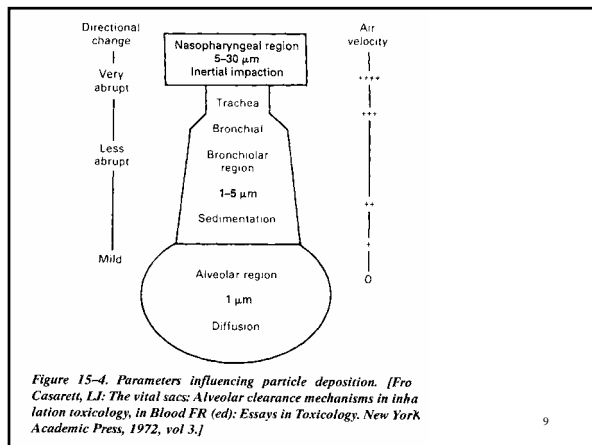 Directional
change
Very
abrupt
Less
abrupt
Mild
Nasopharyngeal region
5–30 μm
Inertial impaction
Trachea
Bronchial
Bronchiolar
region
1–5 μm
Sedimentation
Alveolar region
1 μm
Diffusion
Air
velocity
++++
+++
++
+
0
Figure 15–4. Parameters influencing particle deposition. [Fro
Casarett, LJ: The vital sacs: Alveolar clearance mechanisms in inha
lation toxicology, in Blood FR (ed): Essays in Toxicology. New York
Academic Press, 1972, vol 3.]
9